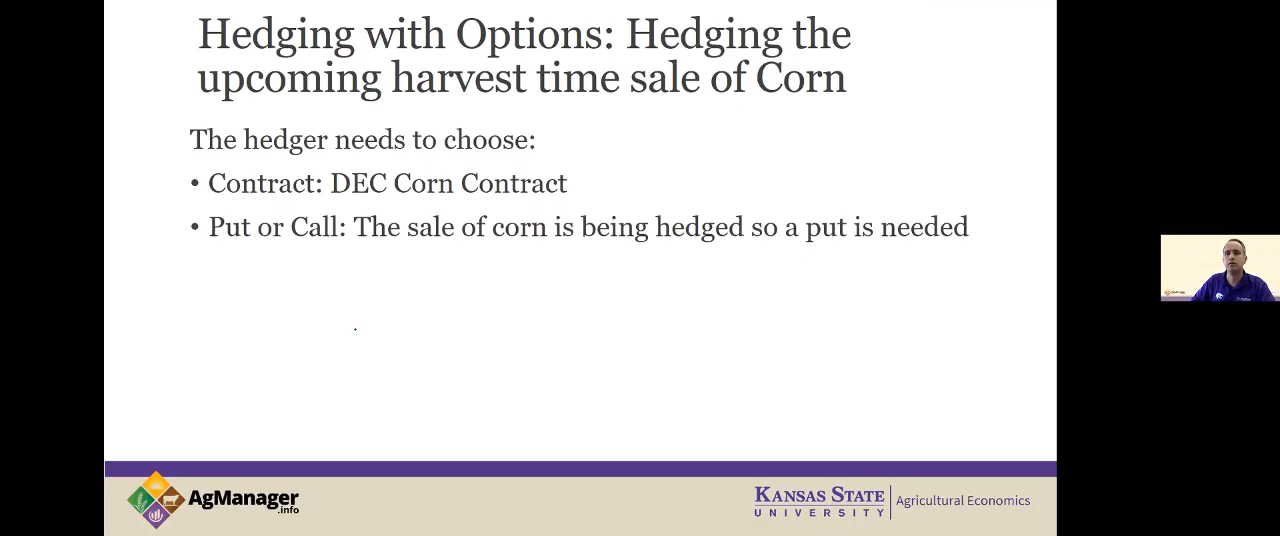 Hedging with Options: Hedging the
upcoming harvest time sale of Corn
The hedger needs to choose:
• Contract: DEC Corn Contract
• Put or Call: The sale of corn is being hedged so a put is needed
AgManager
.info
KANSAS STATE
UNIVERSITY
Agricultural Economics